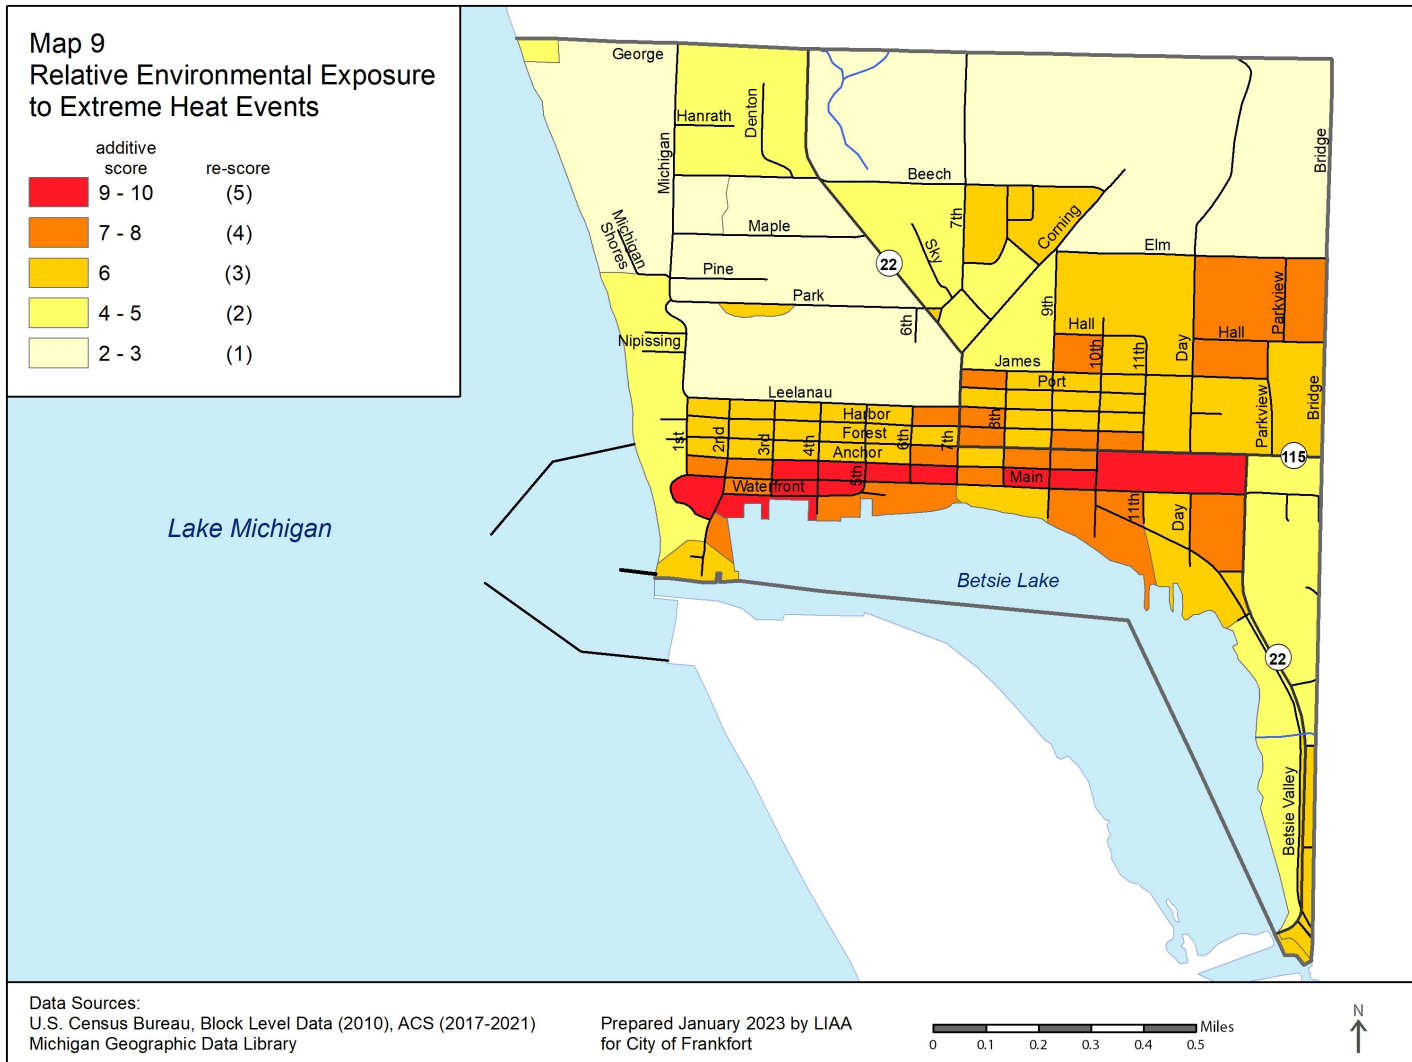 Map 9
Relative Environmental Exposure
to Extreme Heat Events
additive
score
re-score
9 - 10 (5)
7 - 8 (4)
6 (3)
4 - 5 (2)
2 - 3 (1)
George
Hanrath
Denton
Michigan
Bridge
Beech
Michigan
Shores
Maple
7th
Corning
Sky
22
Elm
Pine
Park
6th
9th
Parkview
Nipissing
Hall
10th
11th
Day
Hall
James
Port
Leelanau
Bridge
Parkview
Harbor
8th
Forest
1st
2nd
3rd
4th
6th
7th
Anchor
115
5th
Main
Waterfront
11th
Day
Lake Michigan
Betsie Lake
22
Betsie Valley
Data Sources:
U.S. Census Bureau, Block Level Data (2010), ACS (2017-2021)
Michigan Geographic Data Library
Prepared January 2023 by LIAA
for City of Frankfort
Miles
0 0.1 0.2 0.3 0.4 0.5
N